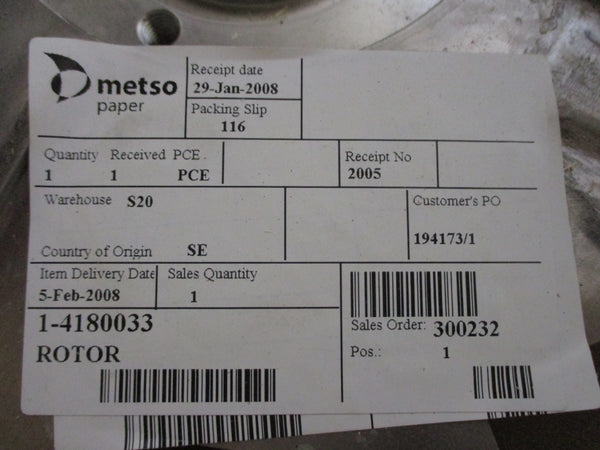 metso
paper
Receipt date
29-Jan-2008
Packing Slip
116
Quantity Received PCE .
1 1 PCE
Receipt No
2005
Warehouse S20
Customer's PO
194173/1
Country of Origin SE
Item Delivery Date
5-Feb-2008
Sales Quantity
1
1-4180033
ROTOR
Sales Order: 300232
Pos.: 1